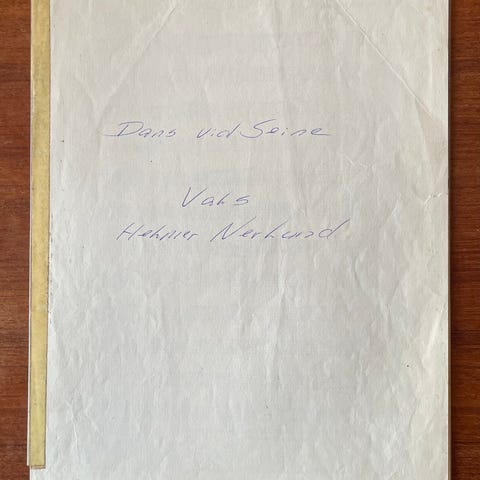 Dans vid Seine
Vals
Helmer Nerlund